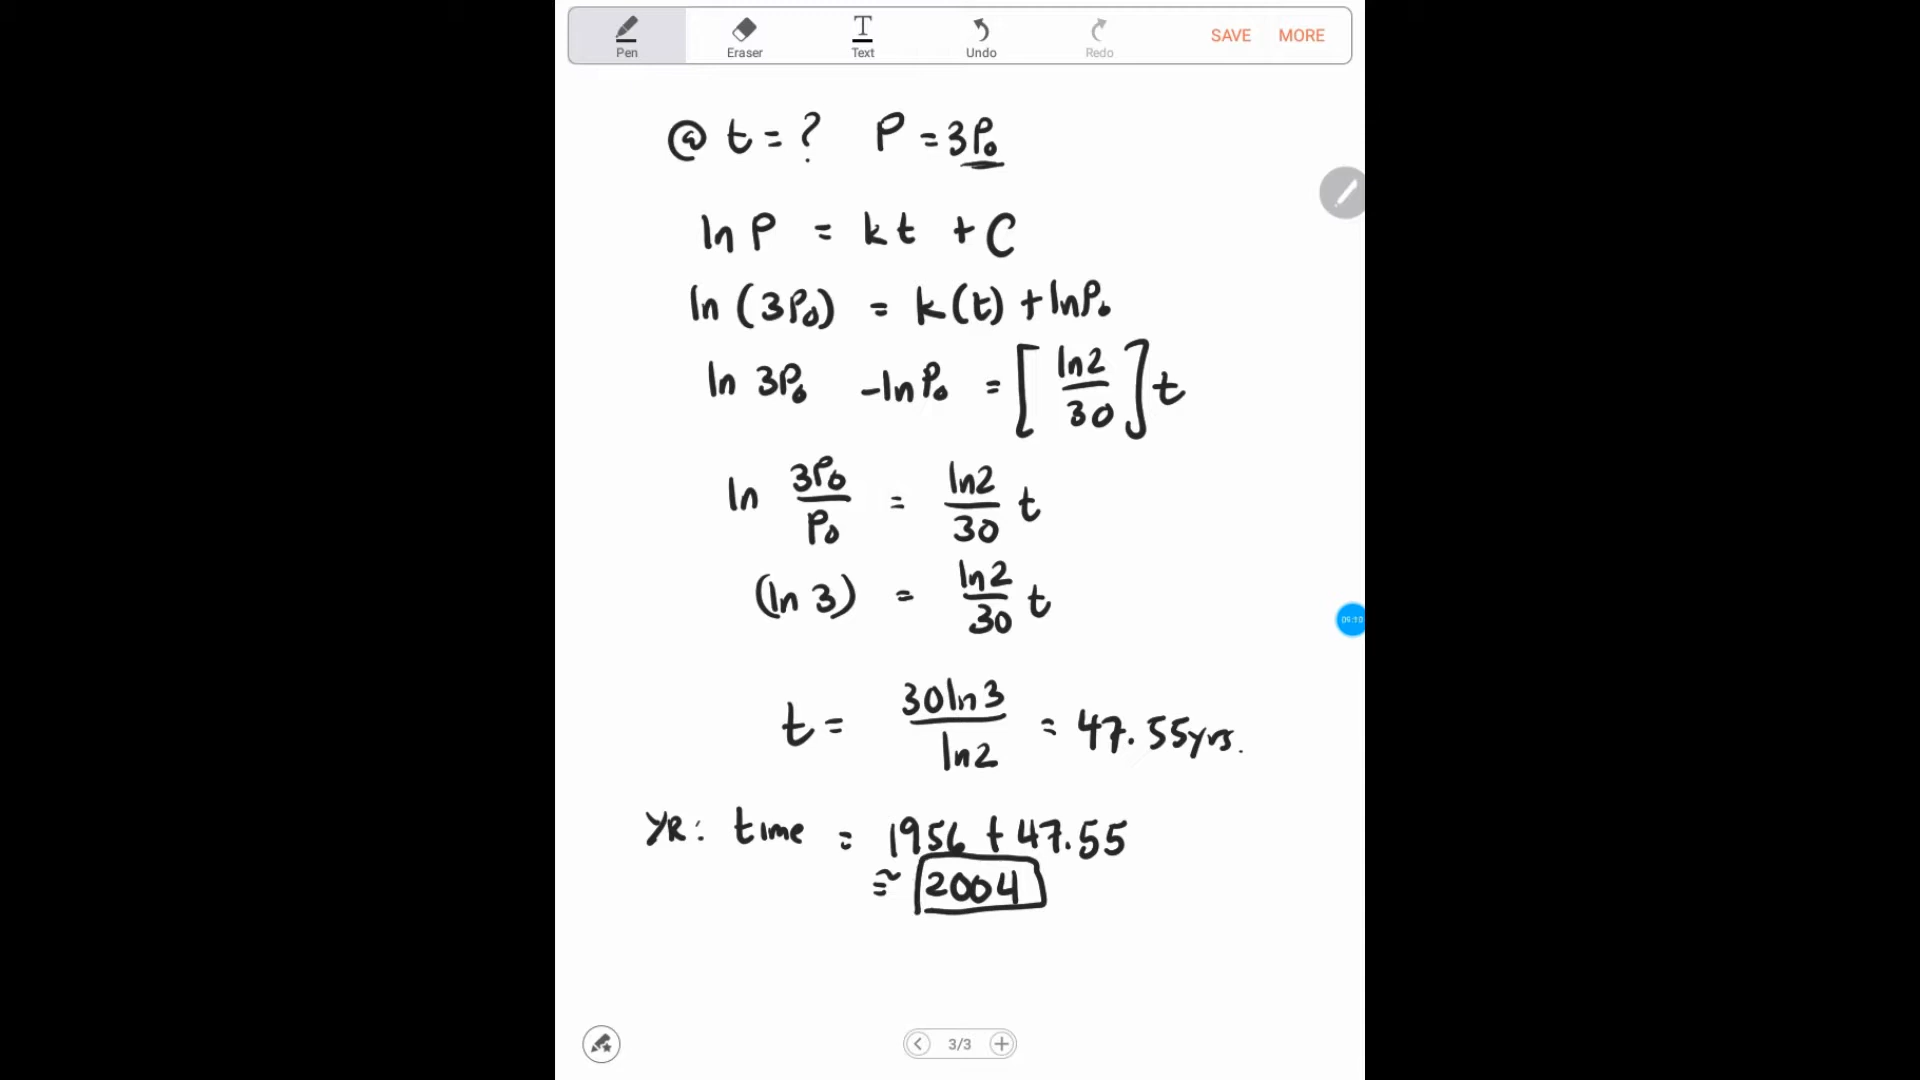 Pen Eraser Text Undo Redo SAVE MORE
@ t = ? P = 3P₀
ln P = kt + C
ln (3P₀) = k(t) + lnP₀
ln 3P₀ - ln P₀ = [ln2/30] t
ln 3P₀/P₀ = ln2/30 t
(ln 3) = ln2/30 t
t = 30ln3/ln2 = 47.55yrs.
YR: time = 1956 + 47.55
≅ 2004
3/3